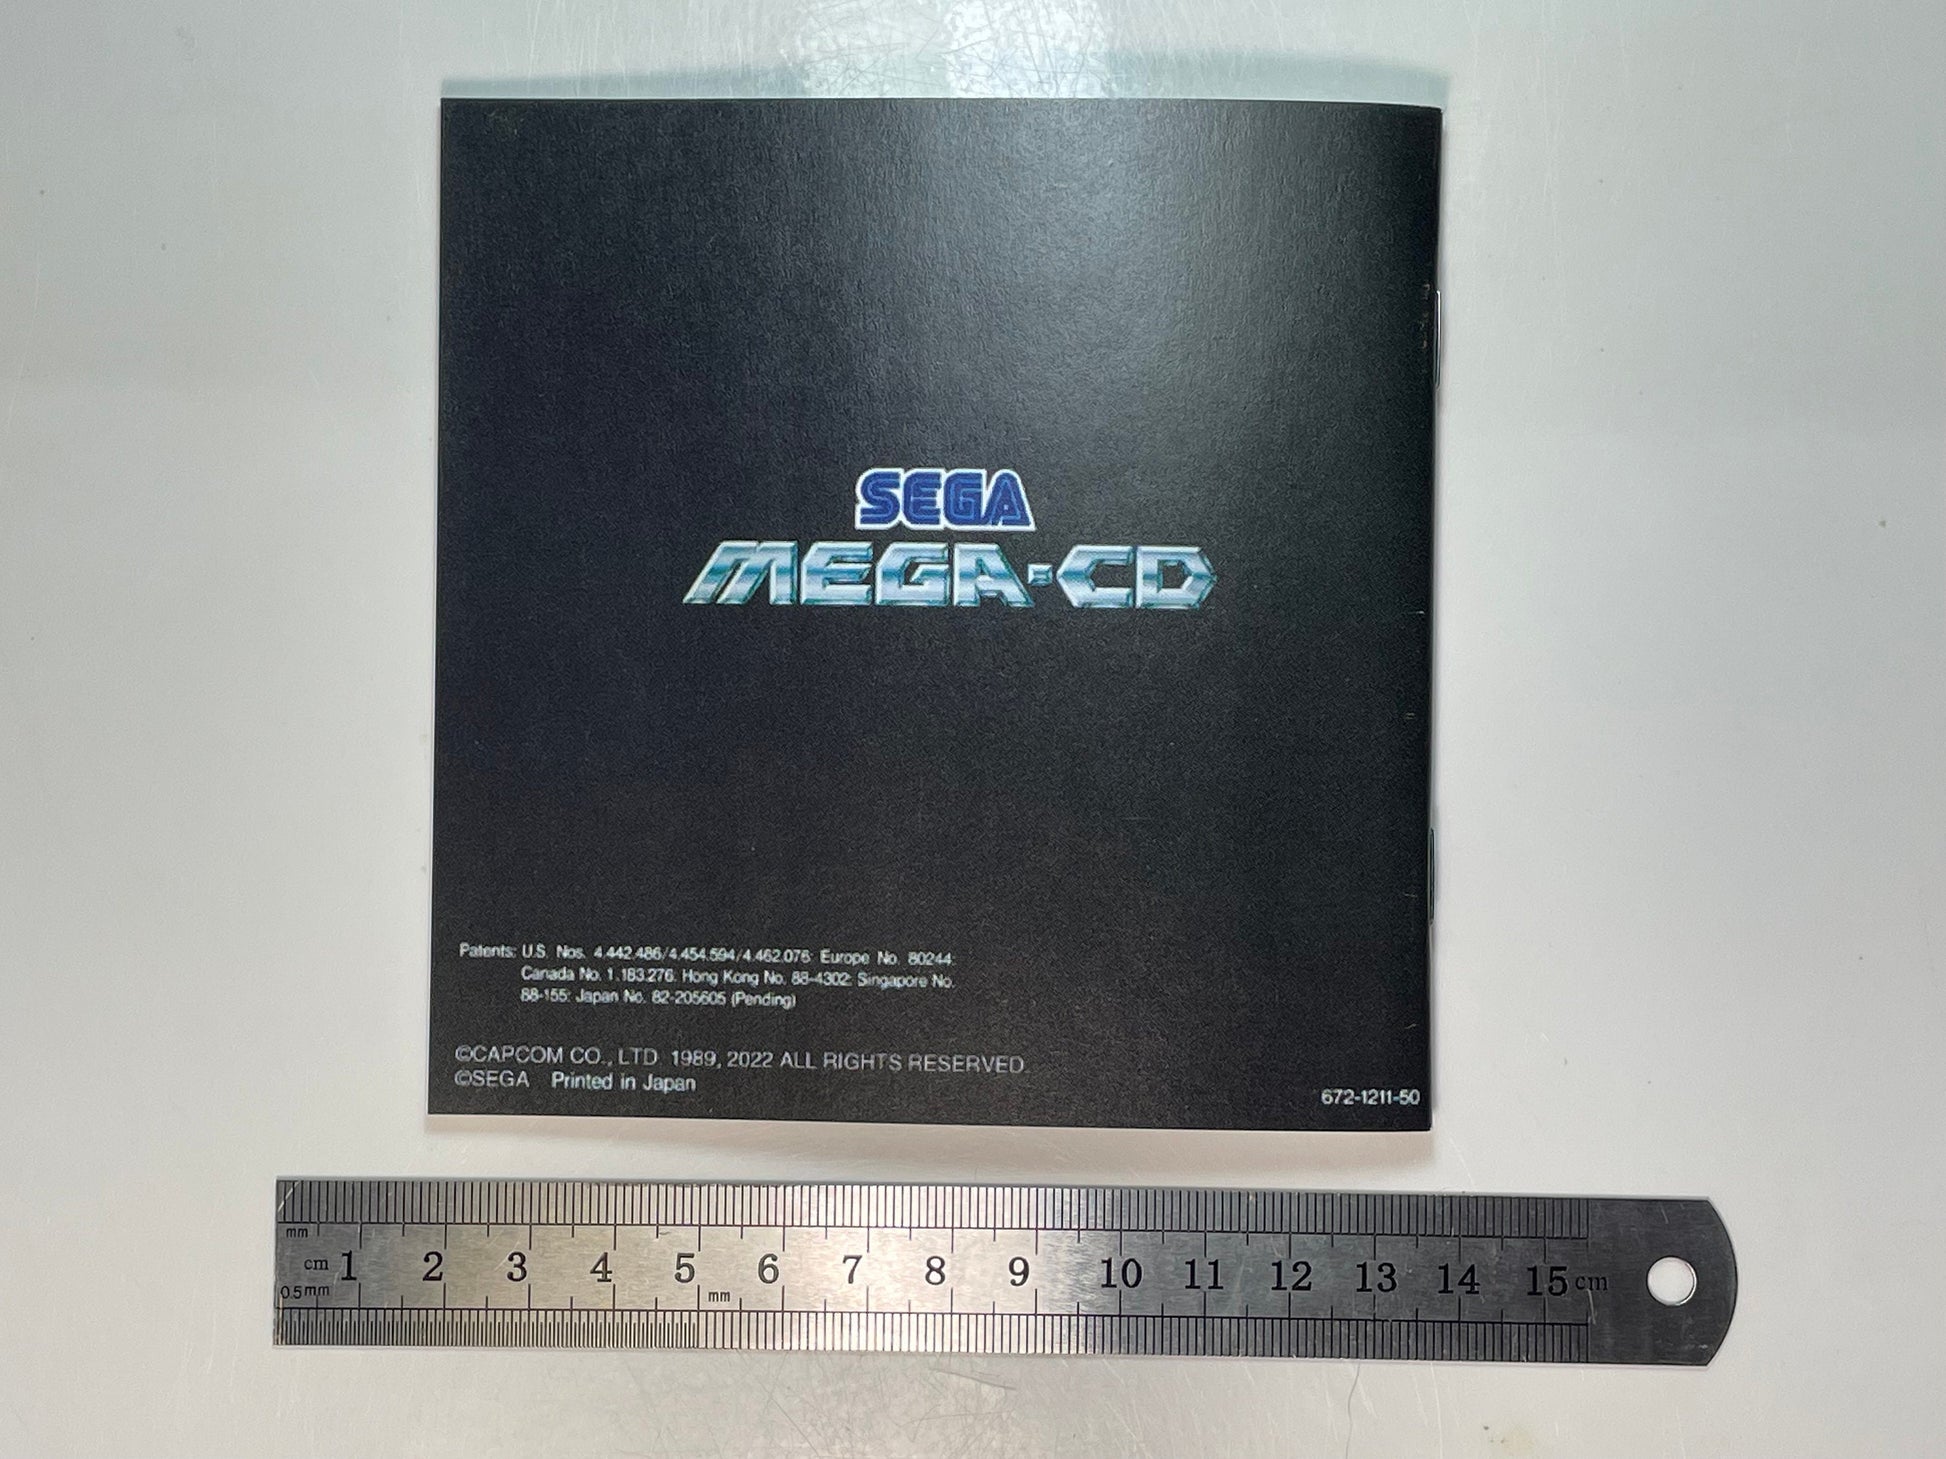 SEGA
MEGA-CD
Patents: U.S. Nos. 4.442.486/4.454.594/4.462.076: Europe No. 80244:
Canada No. 1.183.276: Hong Kong No. 88-4302: Singapore No.
88-155: Japan No. 82-205605 (Pending)
©CAPCOM CO., LTD. 1989, 2022 ALL RIGHTS RESERVED.
©SEGA Printed in Japan
672-1211-50
mm
cm 1 2 3 4 5 6 7 8 9 10 11 12 13 14 15 cm
0.5mm mm